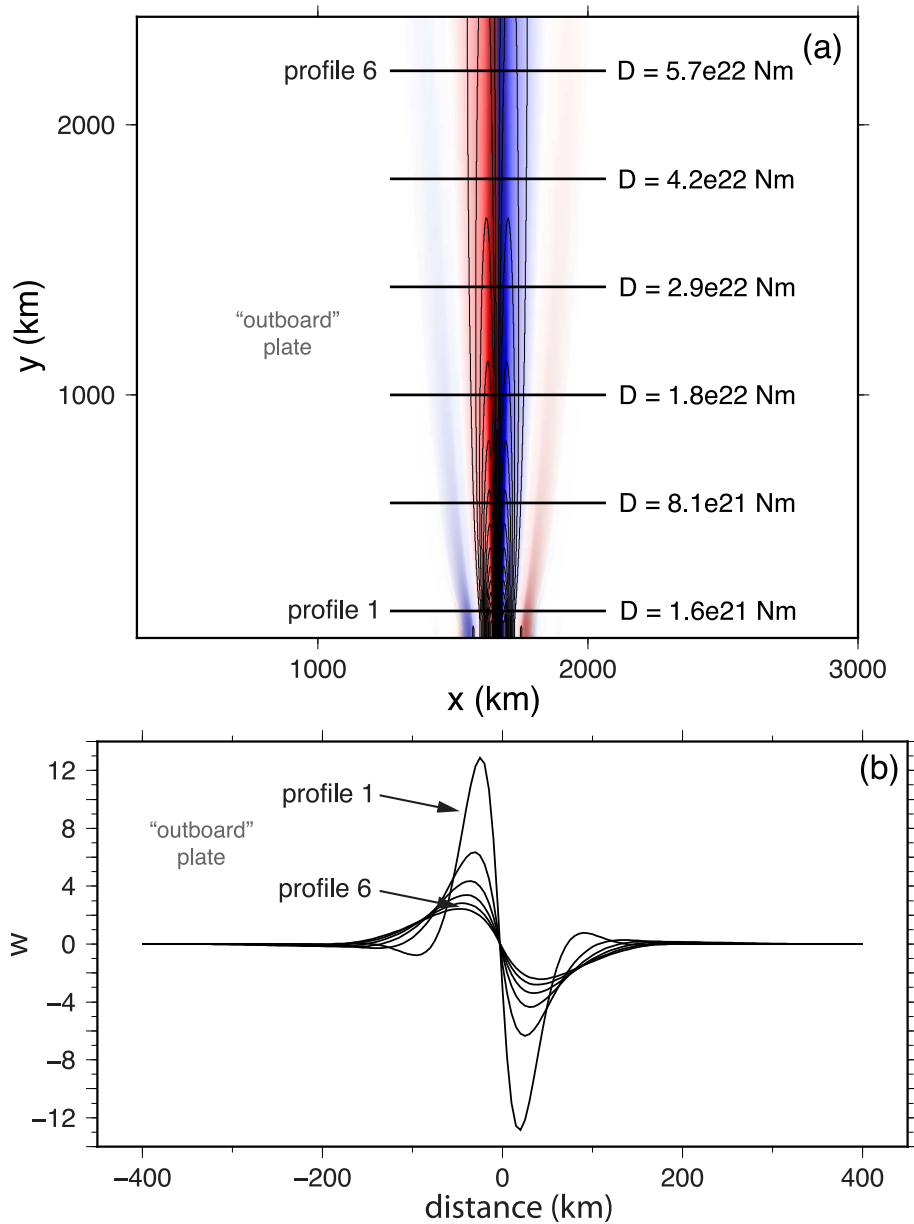 (a)
profile 6
D = 5.7e22 Nm
2000
D = 4.2e22 Nm
D = 2.9e22 Nm
"outboard"
plate
y (km)
1000
D = 1.8e22 Nm
D = 8.1e21 Nm
profile 1
D = 1.6e21 Nm
1000
2000
3000
x (km)
(b)
12
profile 1
"outboard"
plate
8
profile 6
4
w
0
−4
−8
−12
−400
−200
0
200
400
distance (km)